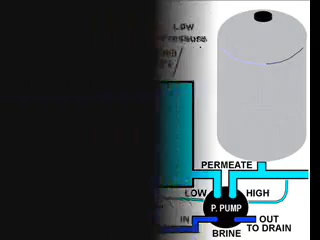 LOW
PERMEATE
LOW HIGH
P. PUMP
IN OUT
TO DRAIN
BRINE